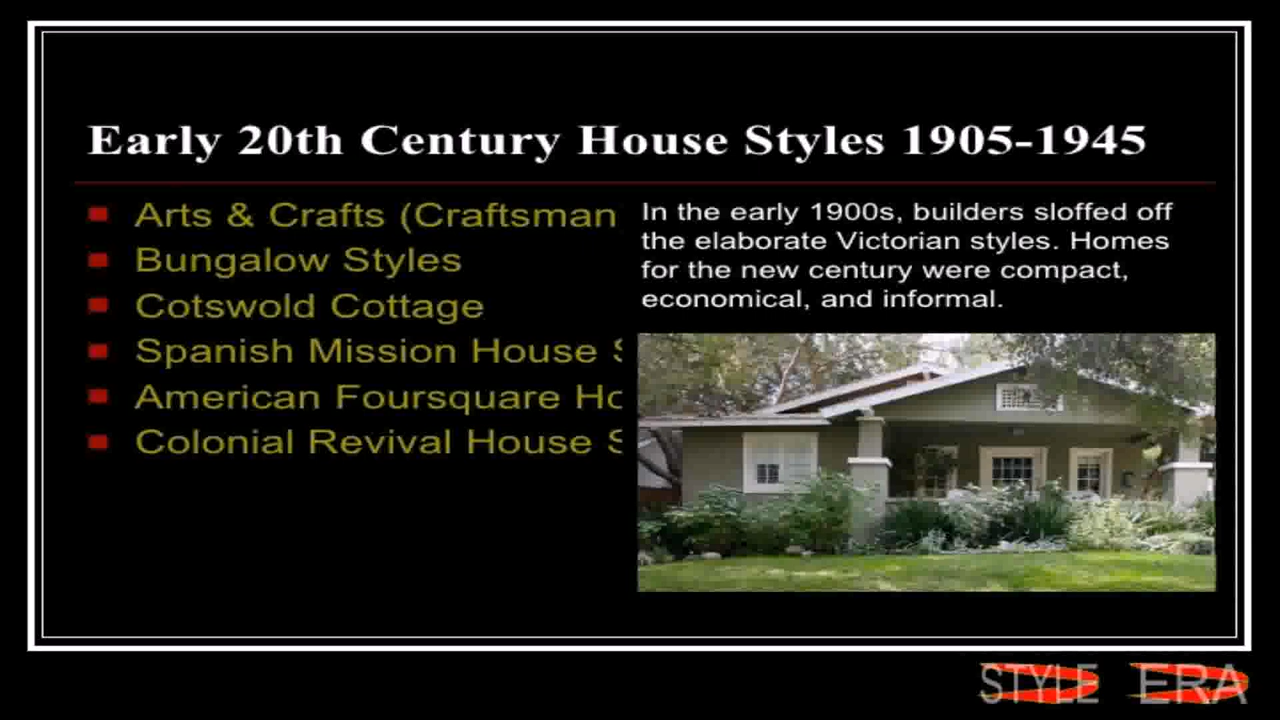 Early 20th Century House Styles 1905-1945
Arts & Crafts (Craftsman
Bungalow Styles
Cotswold Cottage
Spanish Mission House S
American Foursquare Ho
Colonial Revival House S
In the early 1900s, builders sloffed off
the elaborate Victorian styles. Homes
for the new century were compact,
economical, and informal.
STYLE ERA